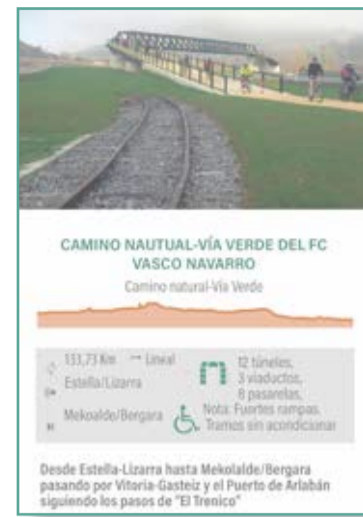 CAMINO NAUTUAL-VÍA VERDE DEL FC
VASCO NAVARRO
Camino natural-Vía Verde
133,73 Km → Lineal
Estella/Lizarra
Mekoalde/Bergara
12 túneles,
3 viaductos,
8 pasarelas,
Nota: Fuertes rampas.
Tramos sin acondicionar
Desde Estella-Lizarra hasta Mekolalde/Bergara
pasando por Vitoria-Gasteiz y el Puerto de Arlabán
siguiendo los pasos de "El Trenico"